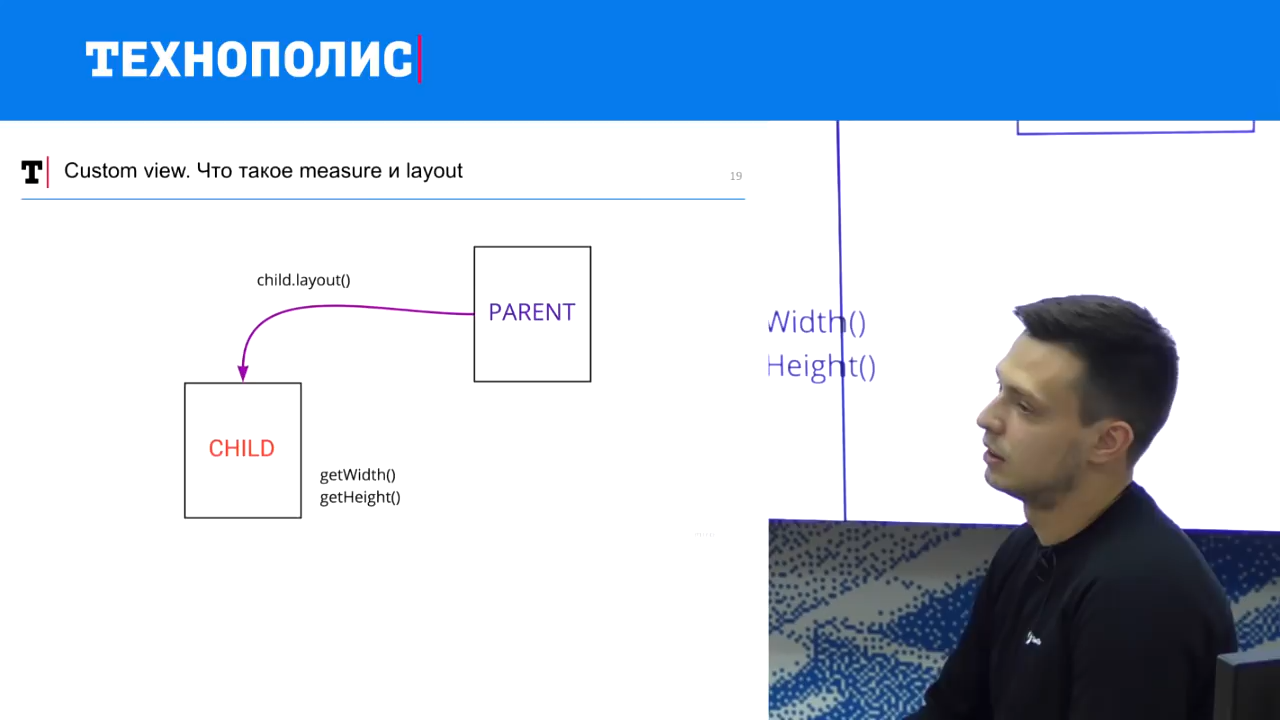 ТЕХНОПОЛИС
T
Custom view. Что такое measure и layout
19
child.layout()
PARENT
CHILD
getWidth()
getHeight()
Width()
Height()